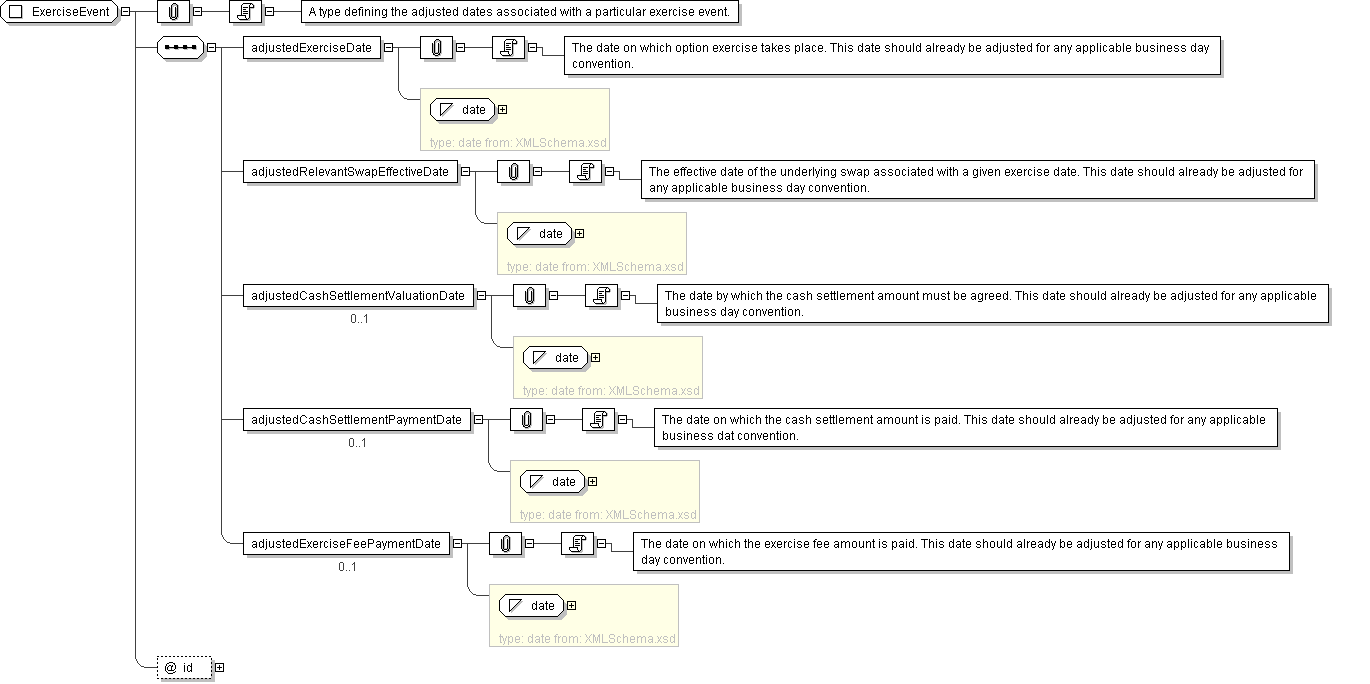 ExerciseEvent
A type defining the adjusted dates associated with a particular exercise event.
adjustedExerciseDate
The date on which option exercise takes place. This date should already be adjusted for any applicable business day
convention.
date
type: date from: XMLSchema.xsd
adjustedRelevantSwapEffectiveDate
The effective date of the underlying swap associated with a given exercise date. This date should already be adjusted for
any applicable business day convention.
date
type: date from: XMLSchema.xsd
adjustedCashSettlementValuationDate
0..1
The date by which the cash settlement amount must be agreed. This date should already be adjusted for any applicable
business day convention.
date
type: date from: XMLSchema.xsd
adjustedCashSettlementPaymentDate
0..1
The date on which the cash settlement amount is paid. This date should already be adjusted for any applicable
business dat convention.
date
type: date from: XMLSchema.xsd
adjustedExerciseFeePaymentDate
0..1
The date on which the exercise fee amount is paid. This date should already be adjusted for any applicable business
day convention.
date
type: date from: XMLSchema.xsd
@ id